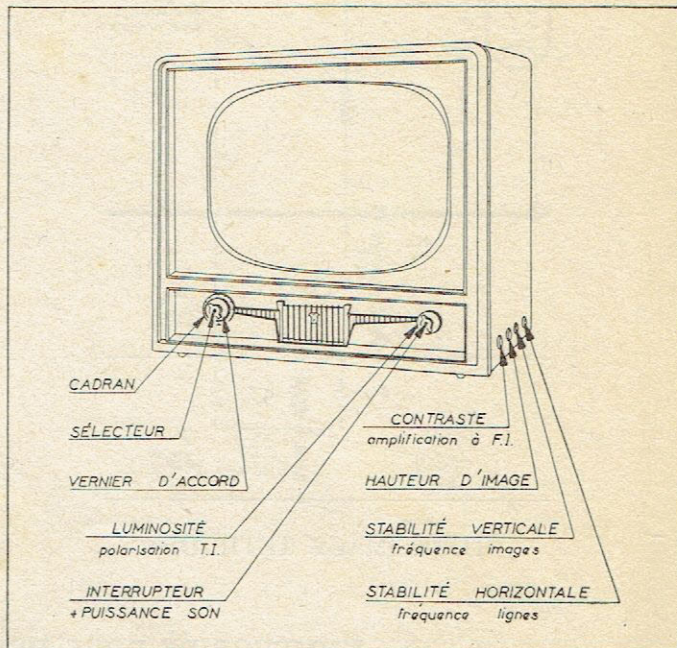 CADRAN
SÉLECTEUR
VERNIER D'ACCORD
LUMINOSITÉ
polarisation T.I.
INTERRUPTEUR
+PUISSANCE SON
CONTRASTE
amplification à F.I.
HAUTEUR D'IMAGE
STABILITÉ VERTICALE
fréquence images
STABILITÉ HORIZONTALE
fréquence lignes